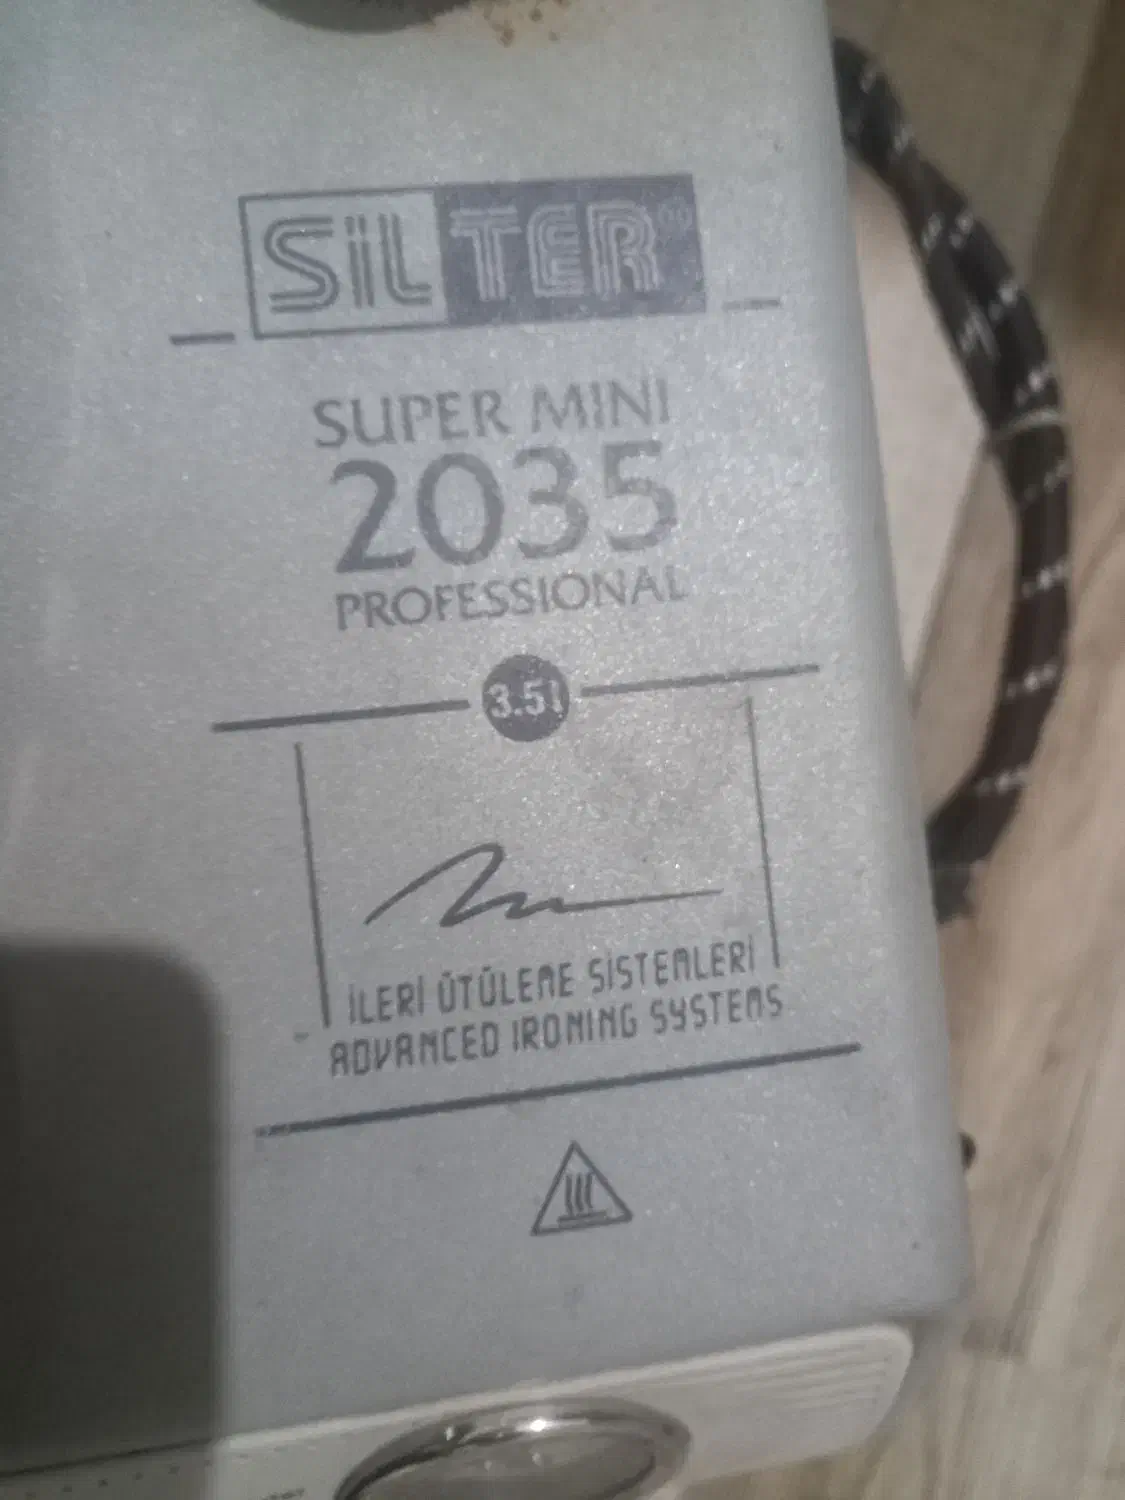 SiLTER®
SUPER MINI
2035
PROFESSIONAL
3.5l
İLERİ ÜTÜLEME SİSTEMLERİ
ADVANCED IRONING SYSTEMS